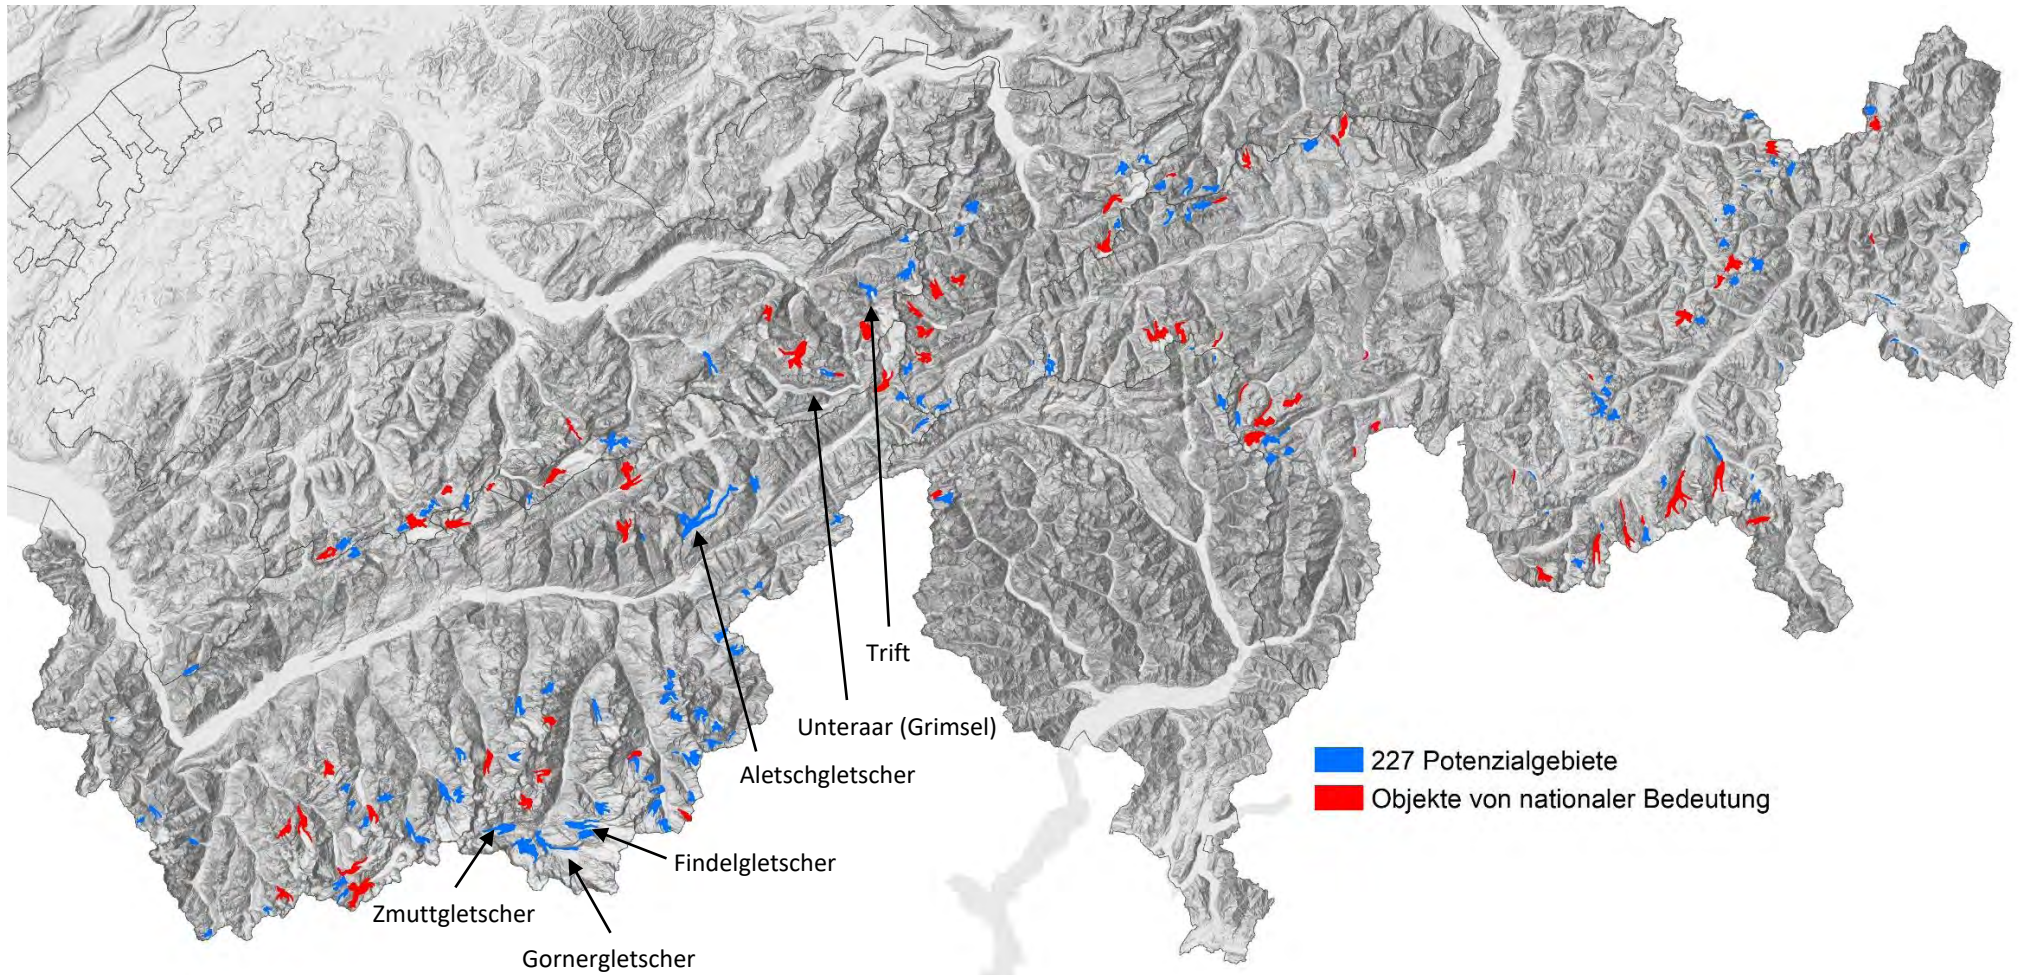 Trift
Unteraar (Grimsel)
Aletschgletscher
227 Potenzialgebiete
Objekte von nationaler Bedeutung
Findelgletscher
Zmuttgletscher
Gornergletscher